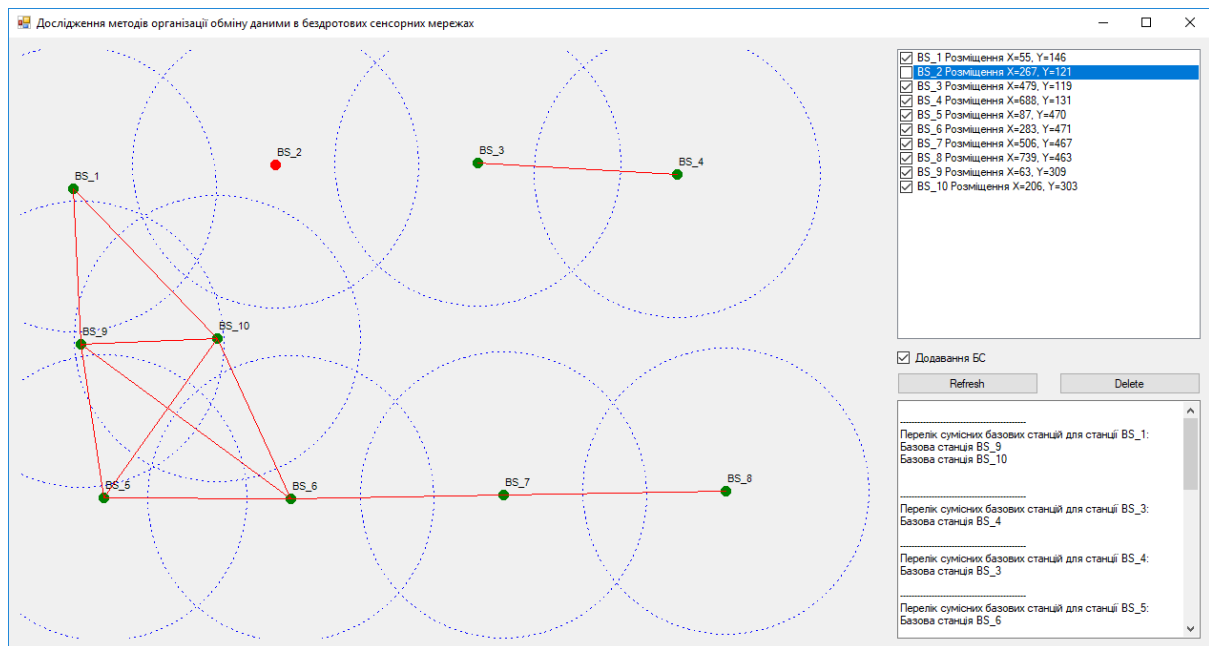 Дослідження методів організації обміну даними в бездротових сенсорних мережах
BS_1
BS_2
BS_3
BS_4
BS_9
BS_10
BS_5
BS_6
BS_7
BS_8
BS_1 Розміщення X=55, Y=146
BS_2 Розміщення X=267, Y=121
BS_3 Розміщення X=479, Y=119
BS_4 Розміщення X=688, Y=131
BS_5 Розміщення X=87, Y=470
BS_6 Розміщення X=283, Y=471
BS_7 Розміщення X=506, Y=467
BS_8 Розміщення X=739, Y=463
BS_9 Розміщення X=63, Y=309
BS_10 Розміщення X=206, Y=303
Додавання БС
Refresh
Delete
Перелік сумісних базових станцій для станції BS_1:
Базова станція BS_9
Базова станція BS_10
Перелік сумісних базових станцій для станції BS_3:
Базова станція BS_4
Перелік сумісних базових станцій для станції BS_4:
Базова станція BS_3
Перелік сумісних базових станцій для станції BS_5:
Базова станція BS_6